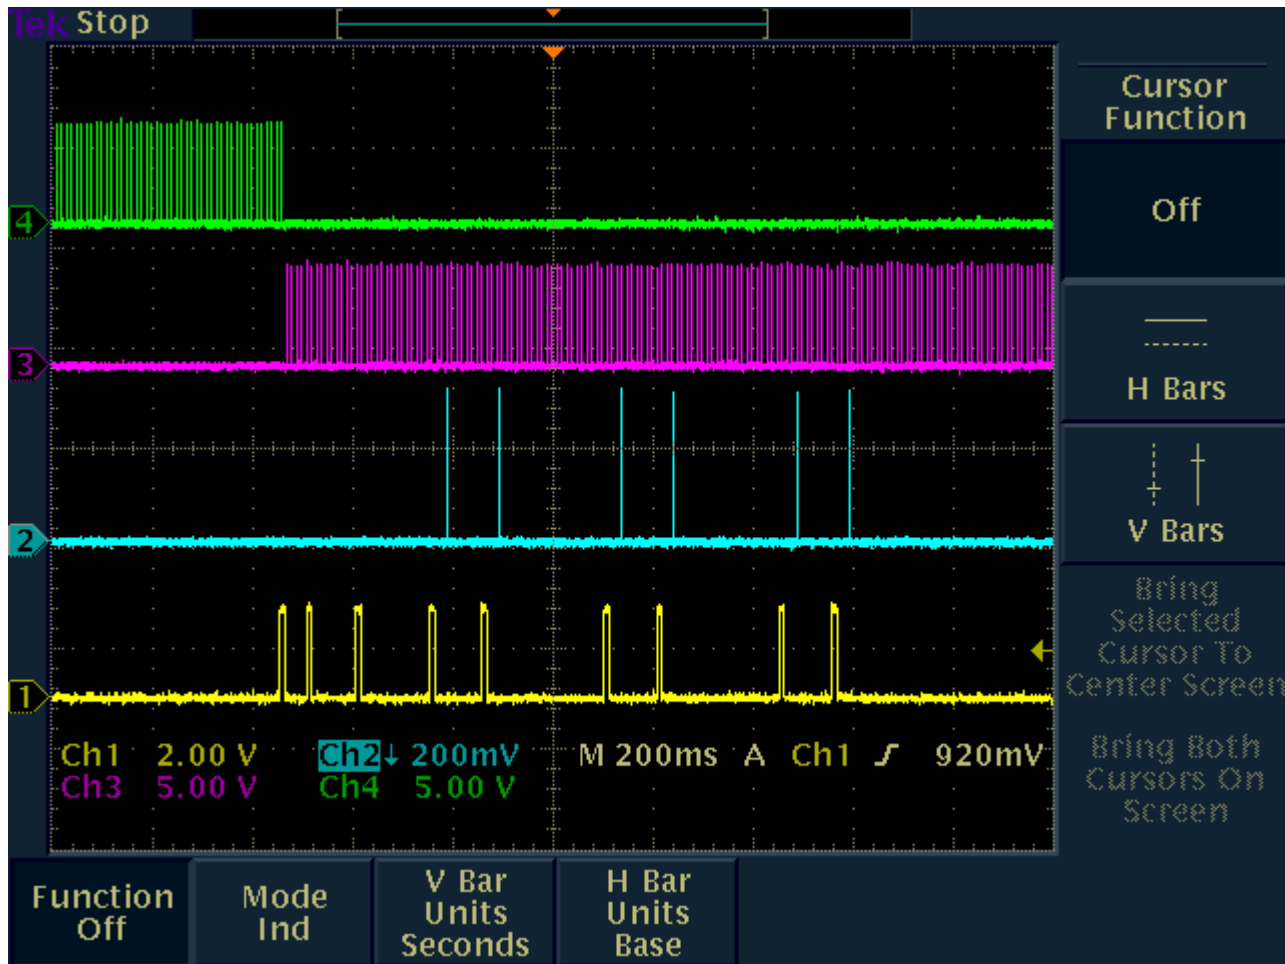 Tek Stop
Cursor
Function
Off
H Bars
V Bars
Bring
Selected
Cursor To
Center Screen
Bring Both
Cursors On
Screen
4
3
2
1
Ch1 2.00 V Ch2↓ 200mV M 200ms A Ch1 ƒ 920mV
Ch3 5.00 V Ch4 5.00 V
Function
Off
Mode
Ind
V Bar
Units
Seconds
H Bar
Units
Base